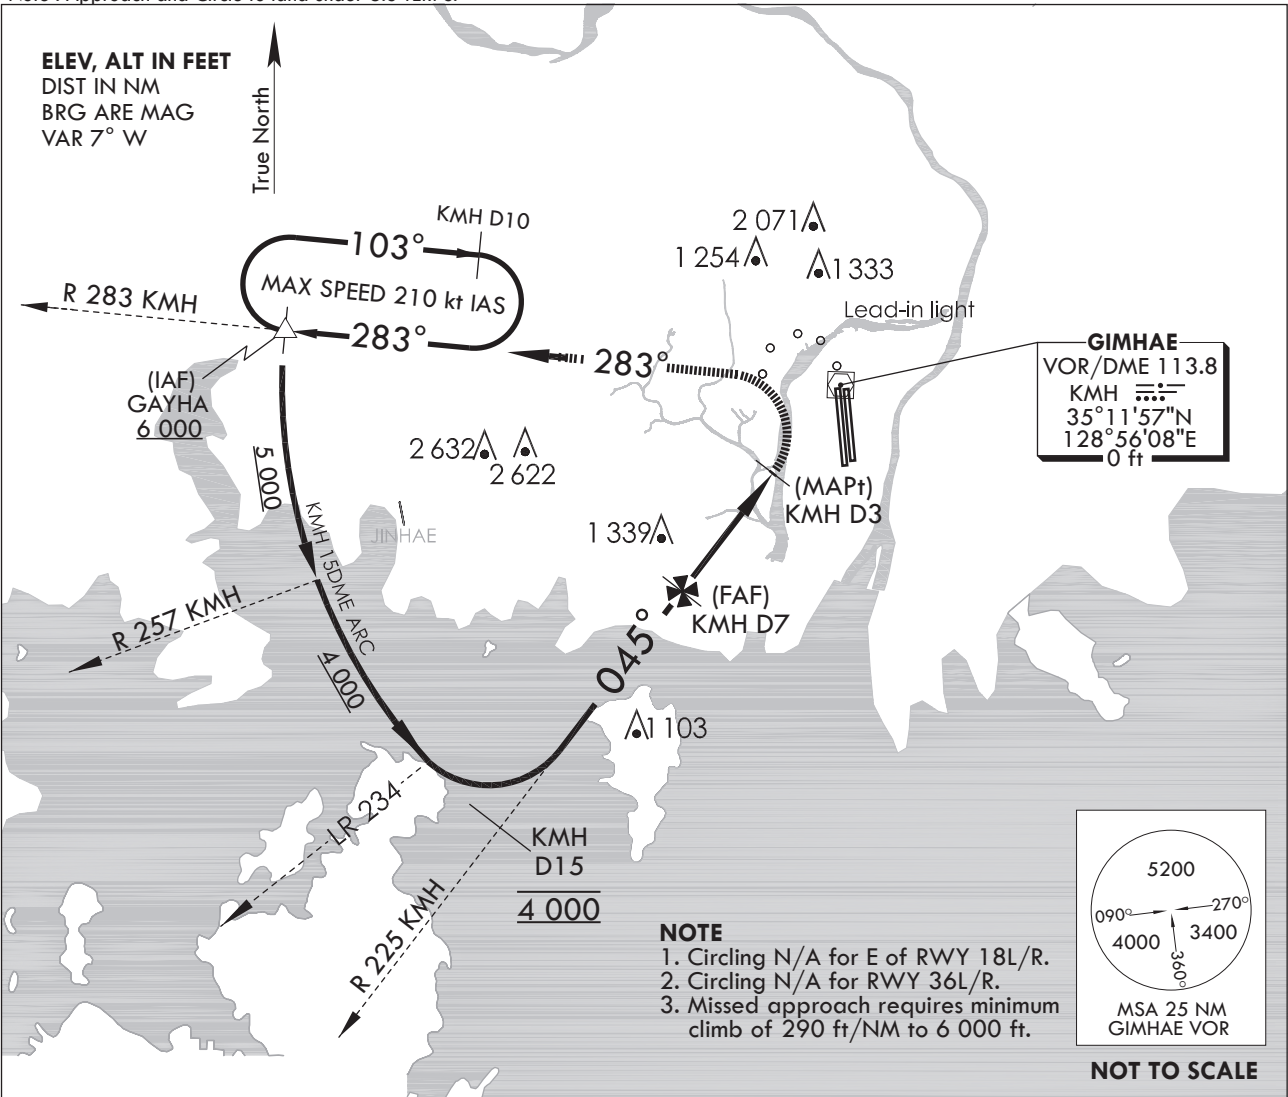 ELEV, ALT IN FEET
DIST IN NM
BRG ARE MAG
VAR 7° W
True North
KMH D10
103°
MAX SPEED 210 kt IAS
283°
R 283 KMH
(IAF)
GAYHA
6 000
5 000
KMH 15DME ARC
JINHAE
R 257 KMH
4 000
LR 234
R 225 KMH
KMH
D15
4 000
045°
(FAF)
KMH D7
(MAPt)
KMH D3
283°
2 071
1 254
1 333
Lead-in light
2 632
2 622
1 339
1 103
GIMHAE
VOR/DME 113.8
KMH
35°11'57"N
128°56'08"E
0 ft
NOTE
1. Circling N/A for E of RWY 18L/R.
2. Circling N/A for RWY 36L/R.
3. Missed approach requires minimum
climb of 290 ft/NM to 6 000 ft.
5200
090°
270°
4000
3400
360°
MSA 25 NM
GIMHAE VOR
NOT TO SCALE